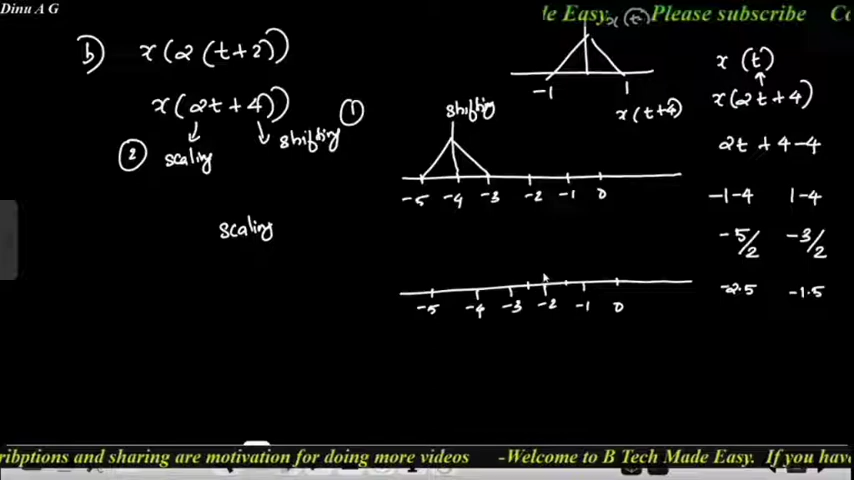 Dinu A G
le Easy. Please subscribe
x(t)
b) x(2(t+2))
x(2t+4)) ①
② scaling
shifting
scaling
-1 1
x(t+4)
shifting
-5 -4 -3 -2 -1 0
-5 -4 -3 -2 -1 0
x(t)
x(2t+4)
2t+4-4
-1-4 1-4
-5/2 -3/2
-2.5 -1.5
ribptions and sharing are motivation for doing more videos -Welcome to B Tech Made Easy. If you have